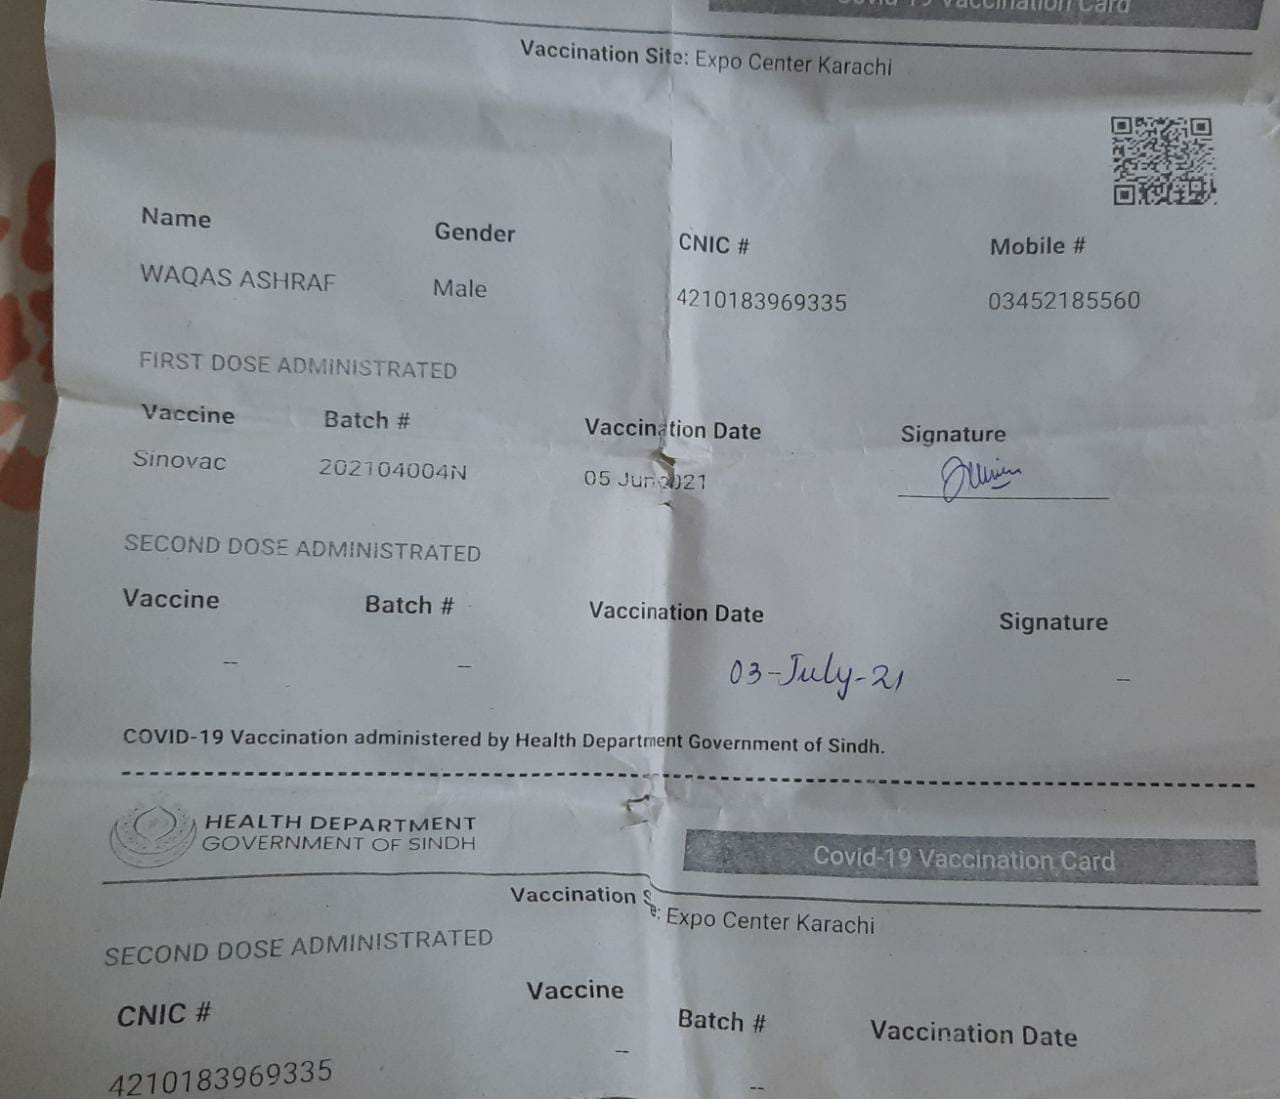 Covid-19 Vaccination Card
Vaccination Site: Expo Center Karachi
Name Gender CNIC # Mobile #
WAQAS ASHRAF Male 4210183969335 03452185560
FIRST DOSE ADMINISTRATED
Vaccine Batch # Vaccination Date Signature
Sinovac 202104004N 05 Jun 2021
SECOND DOSE ADMINISTRATED
Vaccine Batch # Vaccination Date Signature
-- -- 03-July-21 --
COVID-19 Vaccination administered by Health Department Government of Sindh.
HEALTH DEPARTMENT
GOVERNMENT OF SINDH
Covid-19 Vaccination Card
Vaccination Site: Expo Center Karachi
SECOND DOSE ADMINISTRATED
CNIC # Vaccine Batch # Vaccination Date
4210183969335 -- --